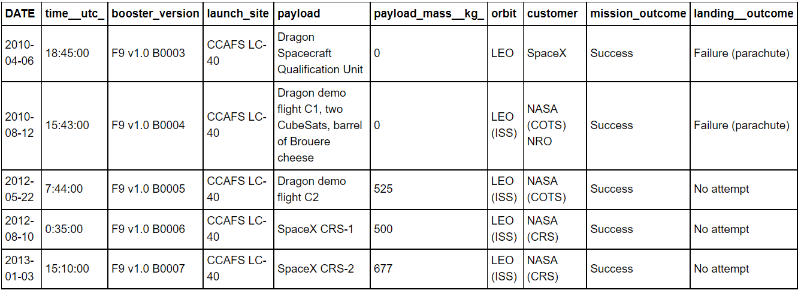 DATE time__utc_ booster_version launch_site payload payload_mass__kg_ orbit customer mission_outcome landing__outcome
2010-
04-06
18:45:00
F9 v1.0 B0003
CCAFS LC-
40
Dragon
Spacecraft
Qualification Unit
0
LEO
SpaceX
Success
Failure (parachute)
2010-
08-12
15:43:00
F9 v1.0 B0004
CCAFS LC-
40
Dragon demo
flight C1, two
CubeSats, barrel
of Brouere
cheese
0
LEO
(ISS)
NASA
(COTS)
NRO
Success
Failure (parachute)
2012-
05-22
7:44:00
F9 v1.0 B0005
CCAFS LC-
40
Dragon demo
flight C2
525
LEO
(ISS)
NASA
(COTS)
Success
No attempt
2012-
08-10
0:35:00
F9 v1.0 B0006
CCAFS LC-
40
SpaceX CRS-1
500
LEO
(ISS)
NASA
(CRS)
Success
No attempt
2013-
01-03
15:10:00
F9 v1.0 B0007
CCAFS LC-
40
SpaceX CRS-2
677
LEO
(ISS)
NASA
(CRS)
Success
No attempt